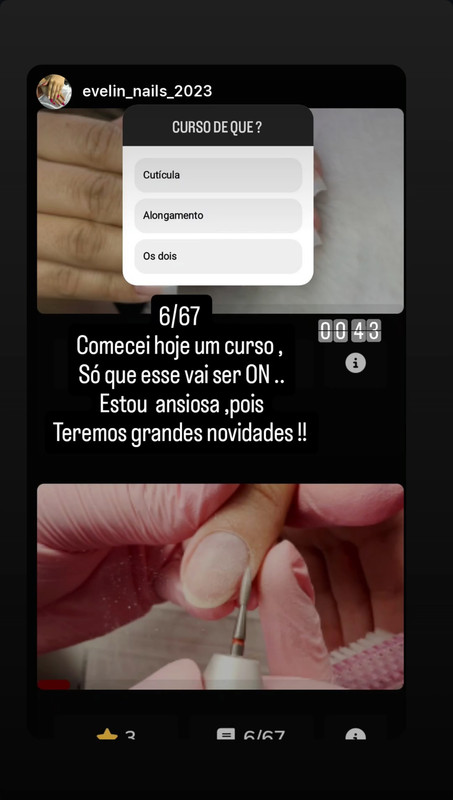 evelin_nails_2023
CURSO DE QUE ?
Cutícula
Alongamento
Os dois
6/67
0043
Comecei hoje um curso ,
Só que esse vai ser ON ..
Estou ansiosa ,pois
Teremos grandes novidades !!
3
6/67